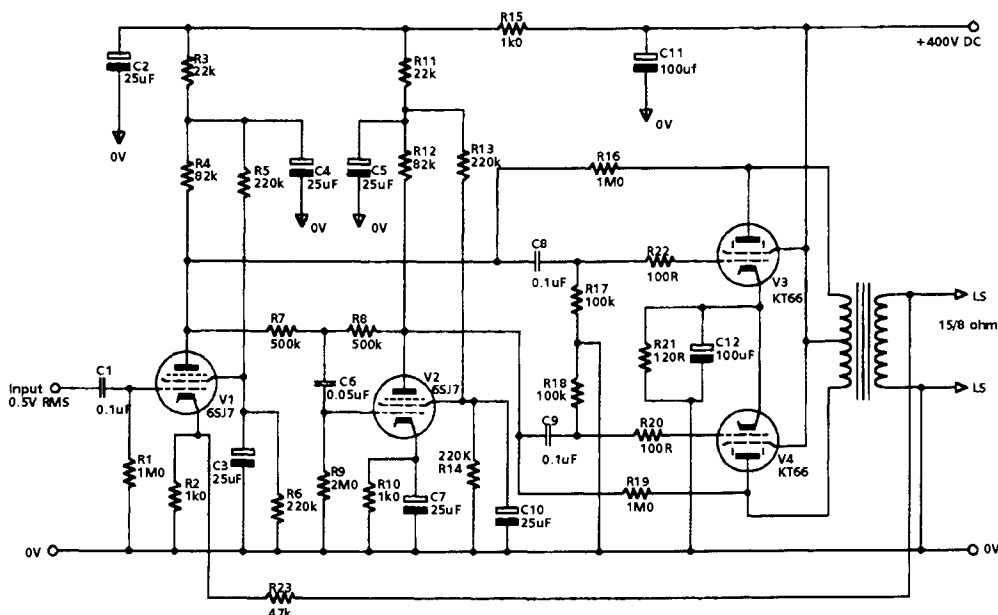 R15
1k0
+400V DC
C2
25uF
R3
22k
R11
22k
C11
100uf
0V
0V
R4
82k
R5
220k
C4
25uF
C5
25uF
R12
82k
R13
220k
R16
1M0
0V
0V
C8
0.1uF
R22
100R
V3
KT66
R17
100k
LS
15/8 ohm
R7
500k
R8
500k
R21
120R
C12
100uF
Input
0.5V RMS
C1
0.1uF
V1
6SJ7
C6
0.05uF
V2
6SJ7
R18
100k
LS
C9
0.1uF
R20
100R
V4
KT66
R1
1M0
R2
1k0
C3
25uF
R6
220k
R9
2M0
R10
1k0
C7
25uF
220K
R14
C10
25uF
R19
1M0
0V
0V
R23
47k